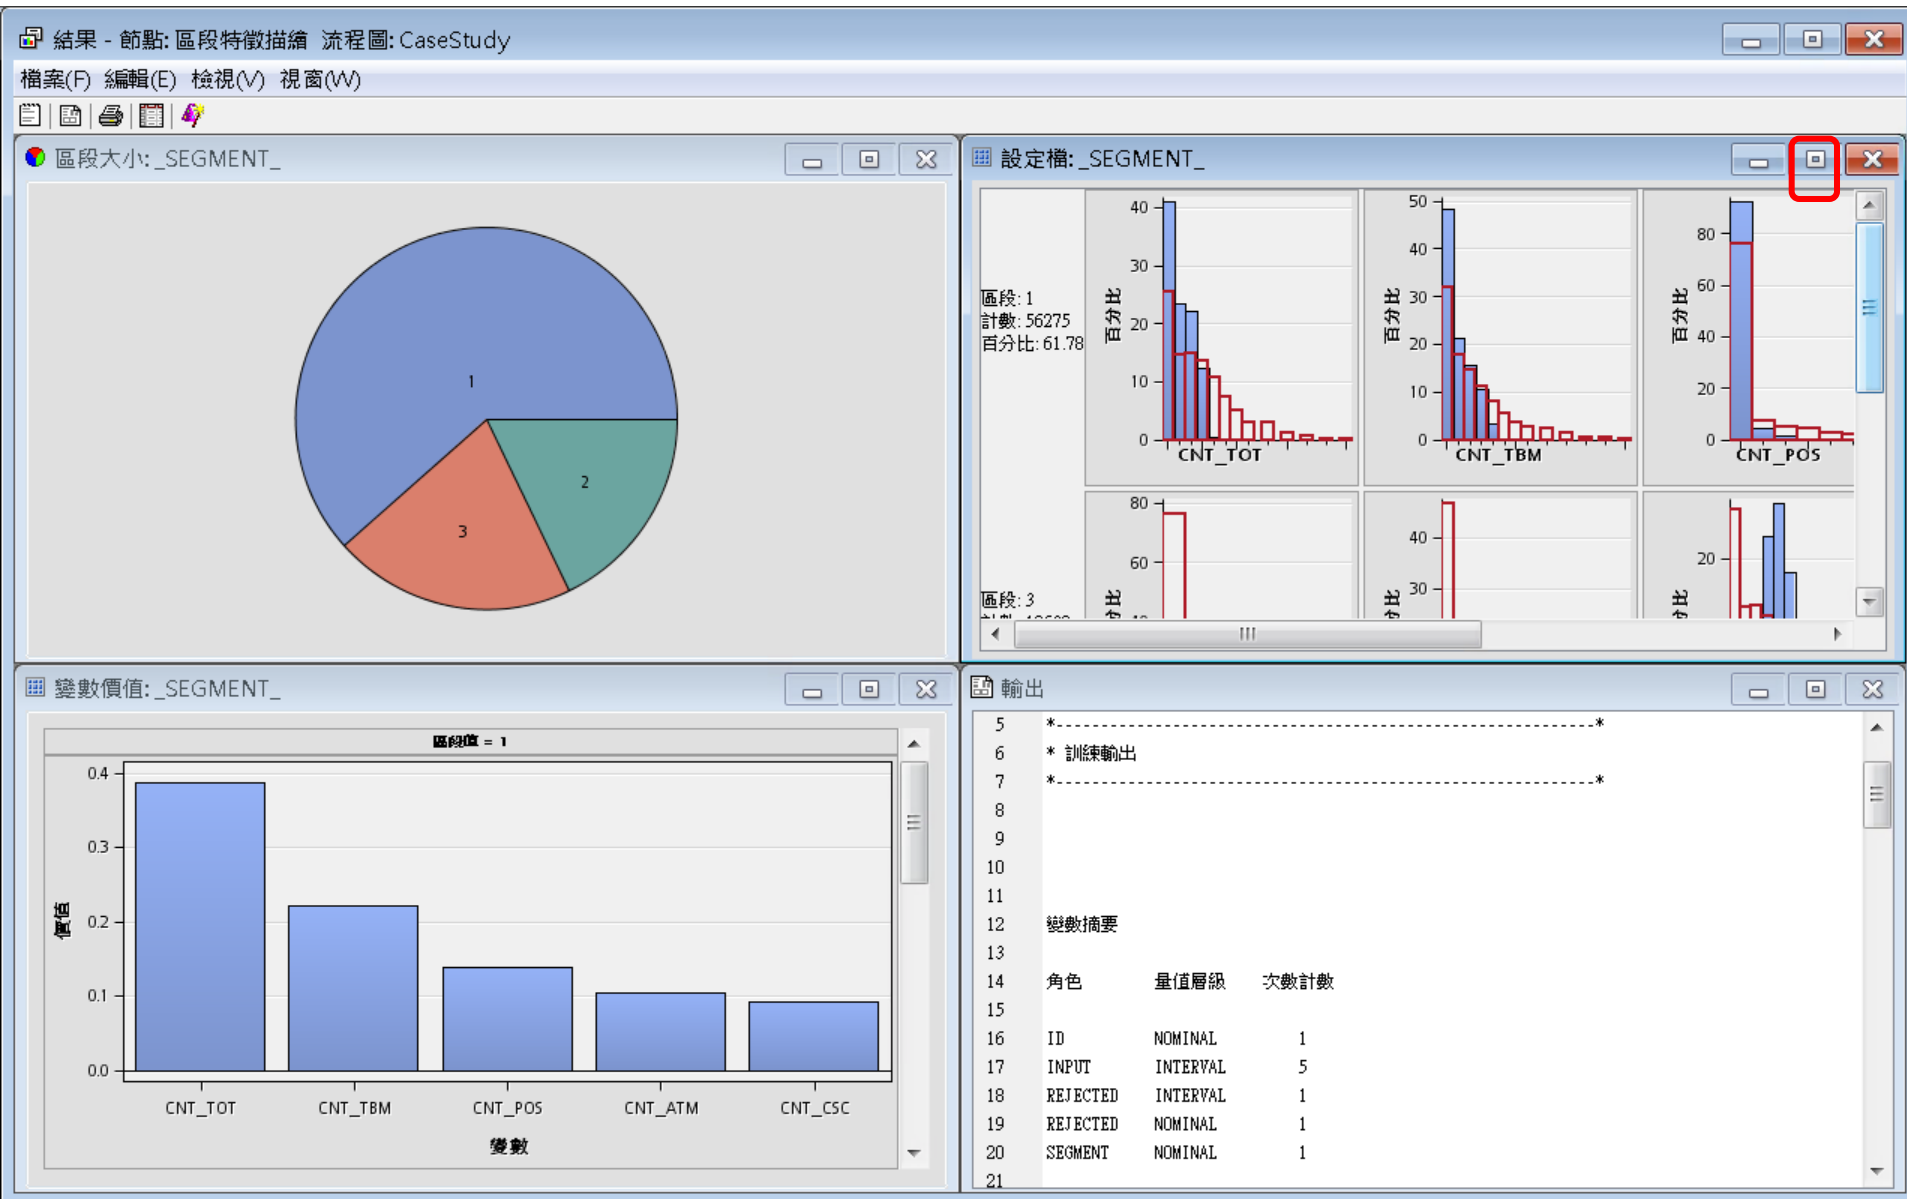 結果 - 節點: 區段特徵描繪 流程圖: CaseStudy
檔案(F) 編輯(E) 檢視(V) 視窗(W)
區段大小: _SEGMENT_
1
2
3
設定檔: _SEGMENT_
區段: 1
計數: 56275
百分比: 61.78
百分比
40
30
20
10
0
CNT_TOT
百分比
50
40
30
20
10
0
CNT_TBM
百分比
80
60
40
20
0
CNT_POS
區段: 3
80
60
40
30
20
變數價值: _SEGMENT_
區段值 = 1
價值
0.4
0.3
0.2
0.1
0.0
CNT_TOT CNT_TBM CNT_POS CNT_ATM CNT_CSC
變數
輸出
5 *------------------------------------------------------------*
6 * 訓練輸出
7 *------------------------------------------------------------*
8
9
10
11
12 變數摘要
13
14 角色 量值層級 次數計數
15
16 ID NOMINAL 1
17 INPUT INTERVAL 5
18 REJECTED INTERVAL 1
19 REJECTED NOMINAL 1
20 SEGMENT NOMINAL 1
21